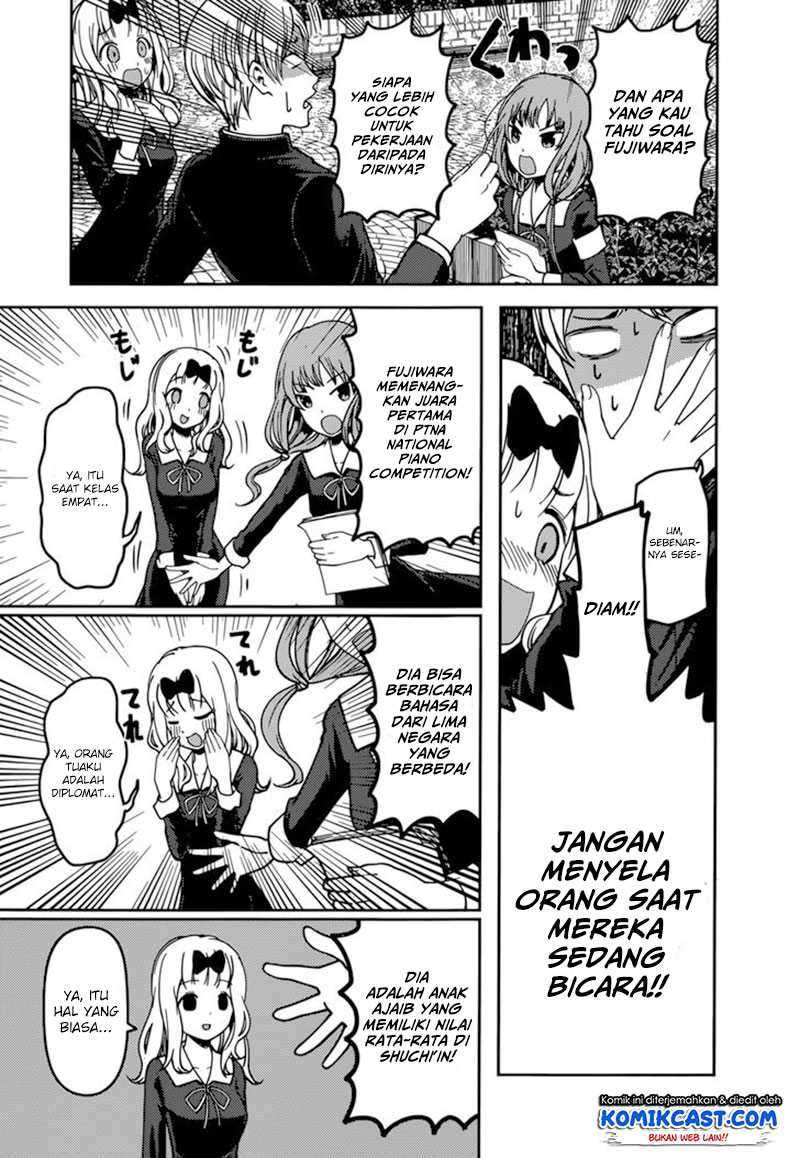 DAN APA
YANG KAU
TAHU SOAL
FUJIWARA?
SIAPA
YANG LEBIH
COCOK
UNTUK
PEKERJAAN
DARIPADA
DIRINYA?
くわっ
UM,
SEBENAR-
NYA SESE-
DIAM!!
JANGAN
MENYELA
ORANG SAAT
MEREKA
SEDANG
BICARA!!
FUJIWARA
MEMENANG-
KAN JUARA
PERTAMA
DI PTNA
NATIONAL
PIANO
COMPETITION!
もじ
もじ
YA, ITU
SAAT KELAS
EMPAT...
DIA BISA
BERBICARA
BAHASA
DARI LIMA
NEGARA
YANG
BERBEDA!
てれ
てれ
YA, ORANG
TUAKU
ADALAH
DIPLOMAT...
DIA
ADALAH ANAK
AJAIB YANG
MEMILIKI NILAI
RATA-RATA DI
SHUCHI'IN!
YA, ITU
HAL YANG
BIASA...
Komik ini diterjemahkan & diedit oleh
KOMIKCAST.COM
BUKAN WEB LAIN!!